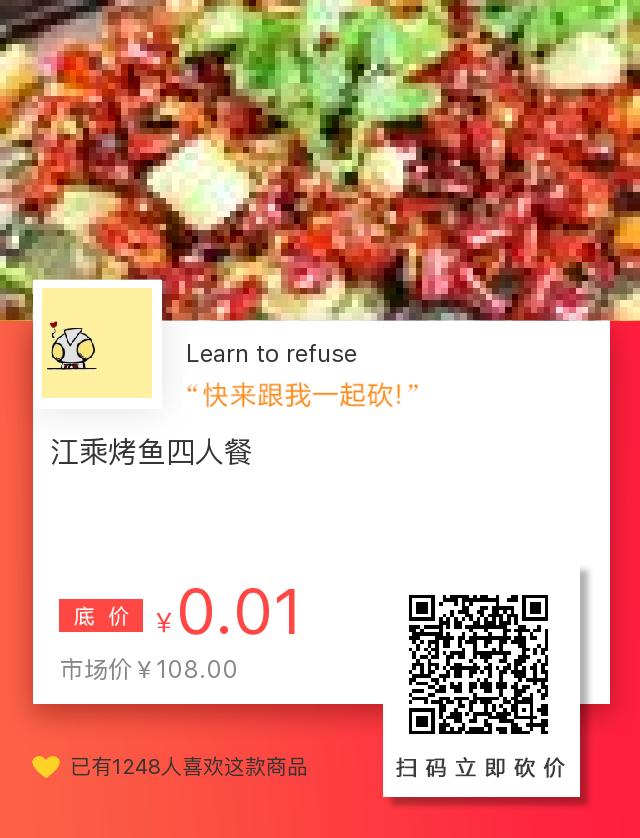 Learn to refuse
“快来跟我一起砍!”
江乘烤鱼四人餐
底 价 ¥0.01
市场价¥108.00
已有1248人喜欢这款商品
扫码立即砍价